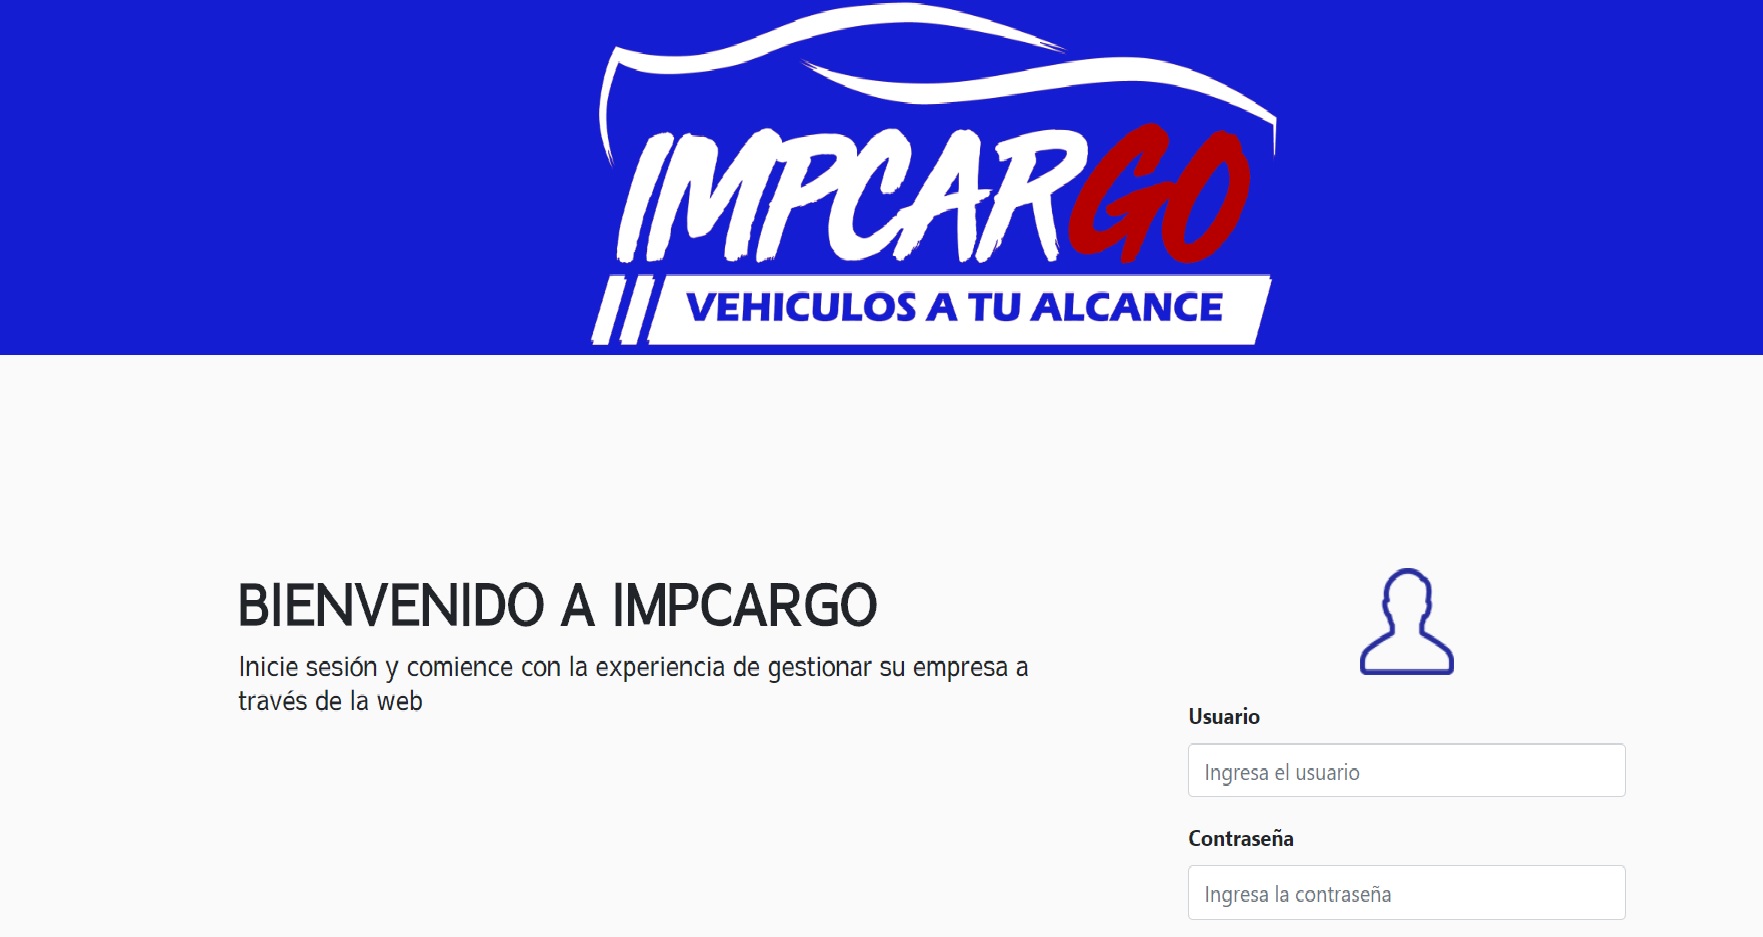 IMPCARGO
VEHICULOS A TU ALCANCE
BIENVENIDO A IMPCARGO
Inicie sesión y comience con la experiencia de gestionar su empresa a
través de la web
Usuario
Ingresa el usuario
Contraseña
Ingresa la contraseña